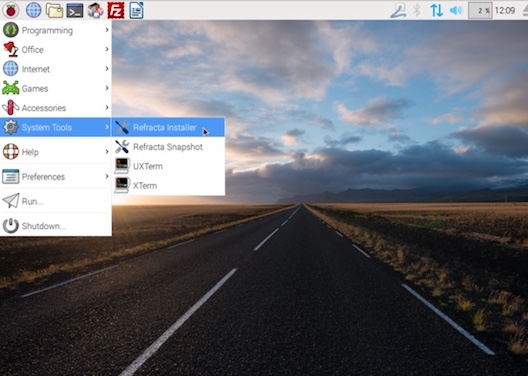 Fz
2 %
12:09
Programming
Office
Internet
Games
Accessories
System Tools
Help
Preferences
Run...
Shutdown...
Refracta Installer
Refracta Snapshot
UXTerm
XTerm